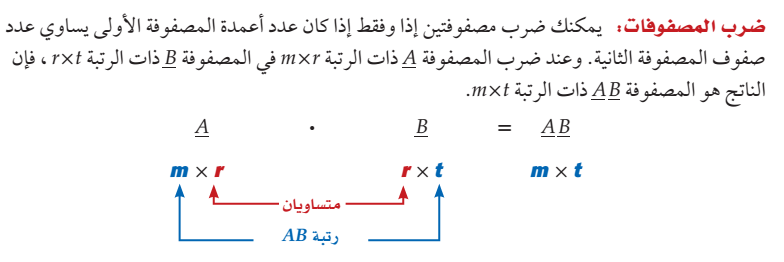 ضرب المصفوفات: يمكنك ضرب مصفوفتين إذا وفقط إذا كان عدد أعمدة المصفوفة الأولى يساوي عدد
صفوف المصفوفة الثانية. وعند ضرب المصفوفة A ذات الرتبة m×r في المصفوفة B ذات الرتبة r×t ، فإن
الناتج هو المصفوفة AB ذات الرتبة m×t.
A · B = AB
m × r r × t m × t
متساويان
رتبة AB